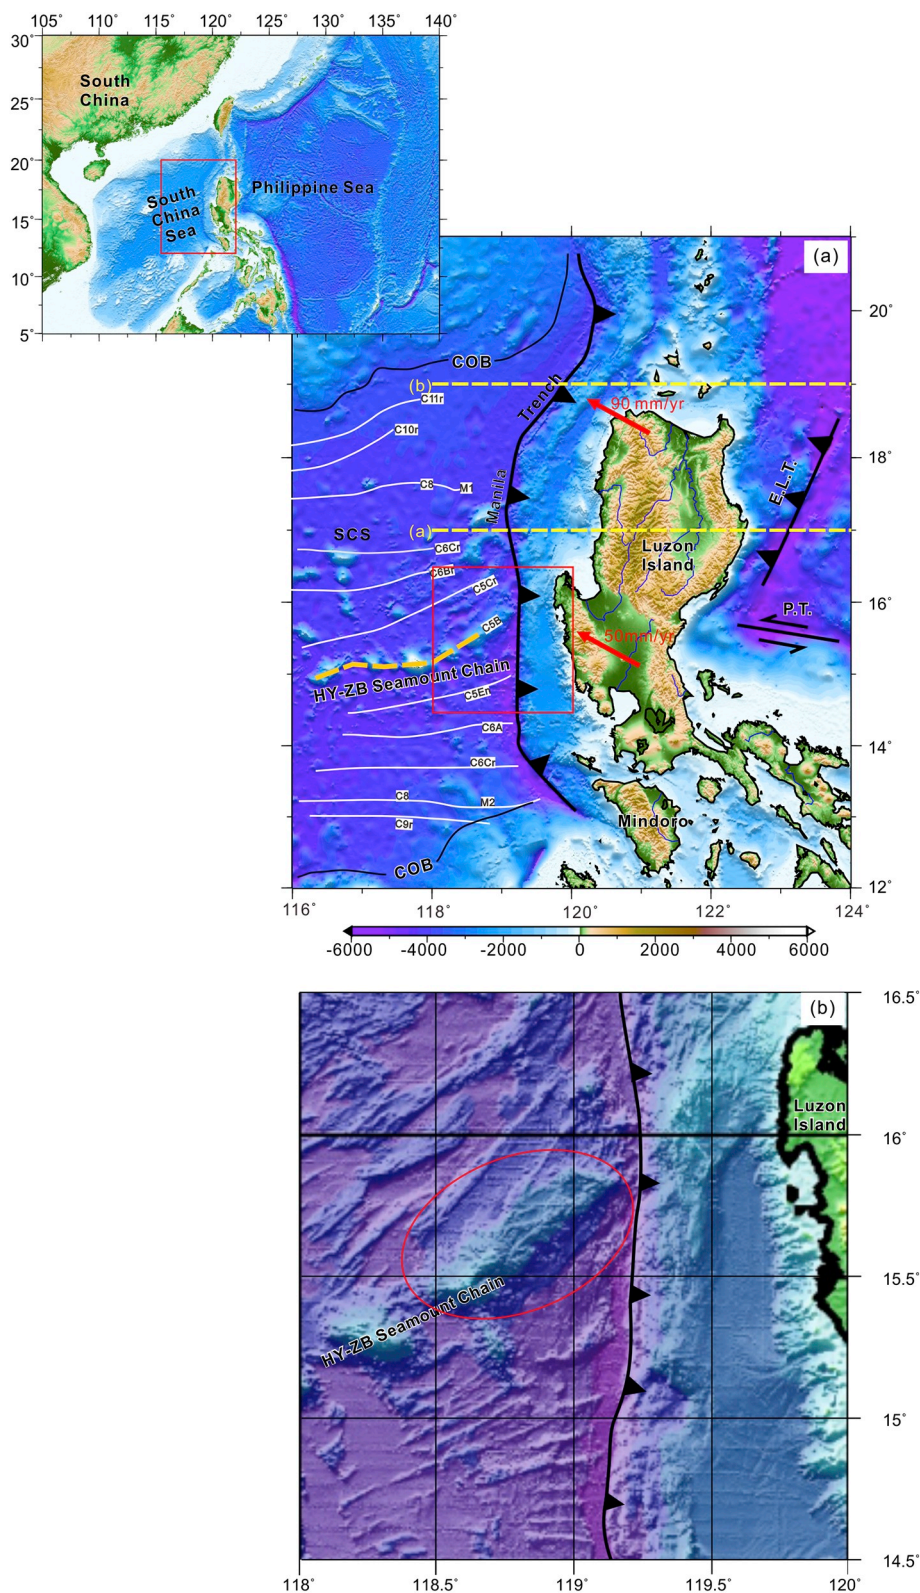 105° 110° 115° 120° 125° 130° 135° 140°
30°
25°
20°
15°
10°
5°
South
China
South
China
Sea
Philippine Sea
(a)
20°
18°
16°
14°
12°
COB
(b)
C11r
C10r
Trench
90 mm/yr
C8
M1
Manila
E.L.T.
SCS
(a)
C6Cr
Luzon
Island
C6Br
C5Cr
P.T.
C5B
50mm/yr
HY-ZB Seamount Chain
C5Er
C6A
C6Cr
C8
M2
C9r
Mindoro
COB
116° 118° 120° 122° 124°
-6000 -4000 -2000 0 2000 4000 6000
(b)
16.5°
Luzon
Island
16°
15.5°
HY-ZB Seamount Chain
15°
14.5°
118° 118.5° 119° 119.5° 120°